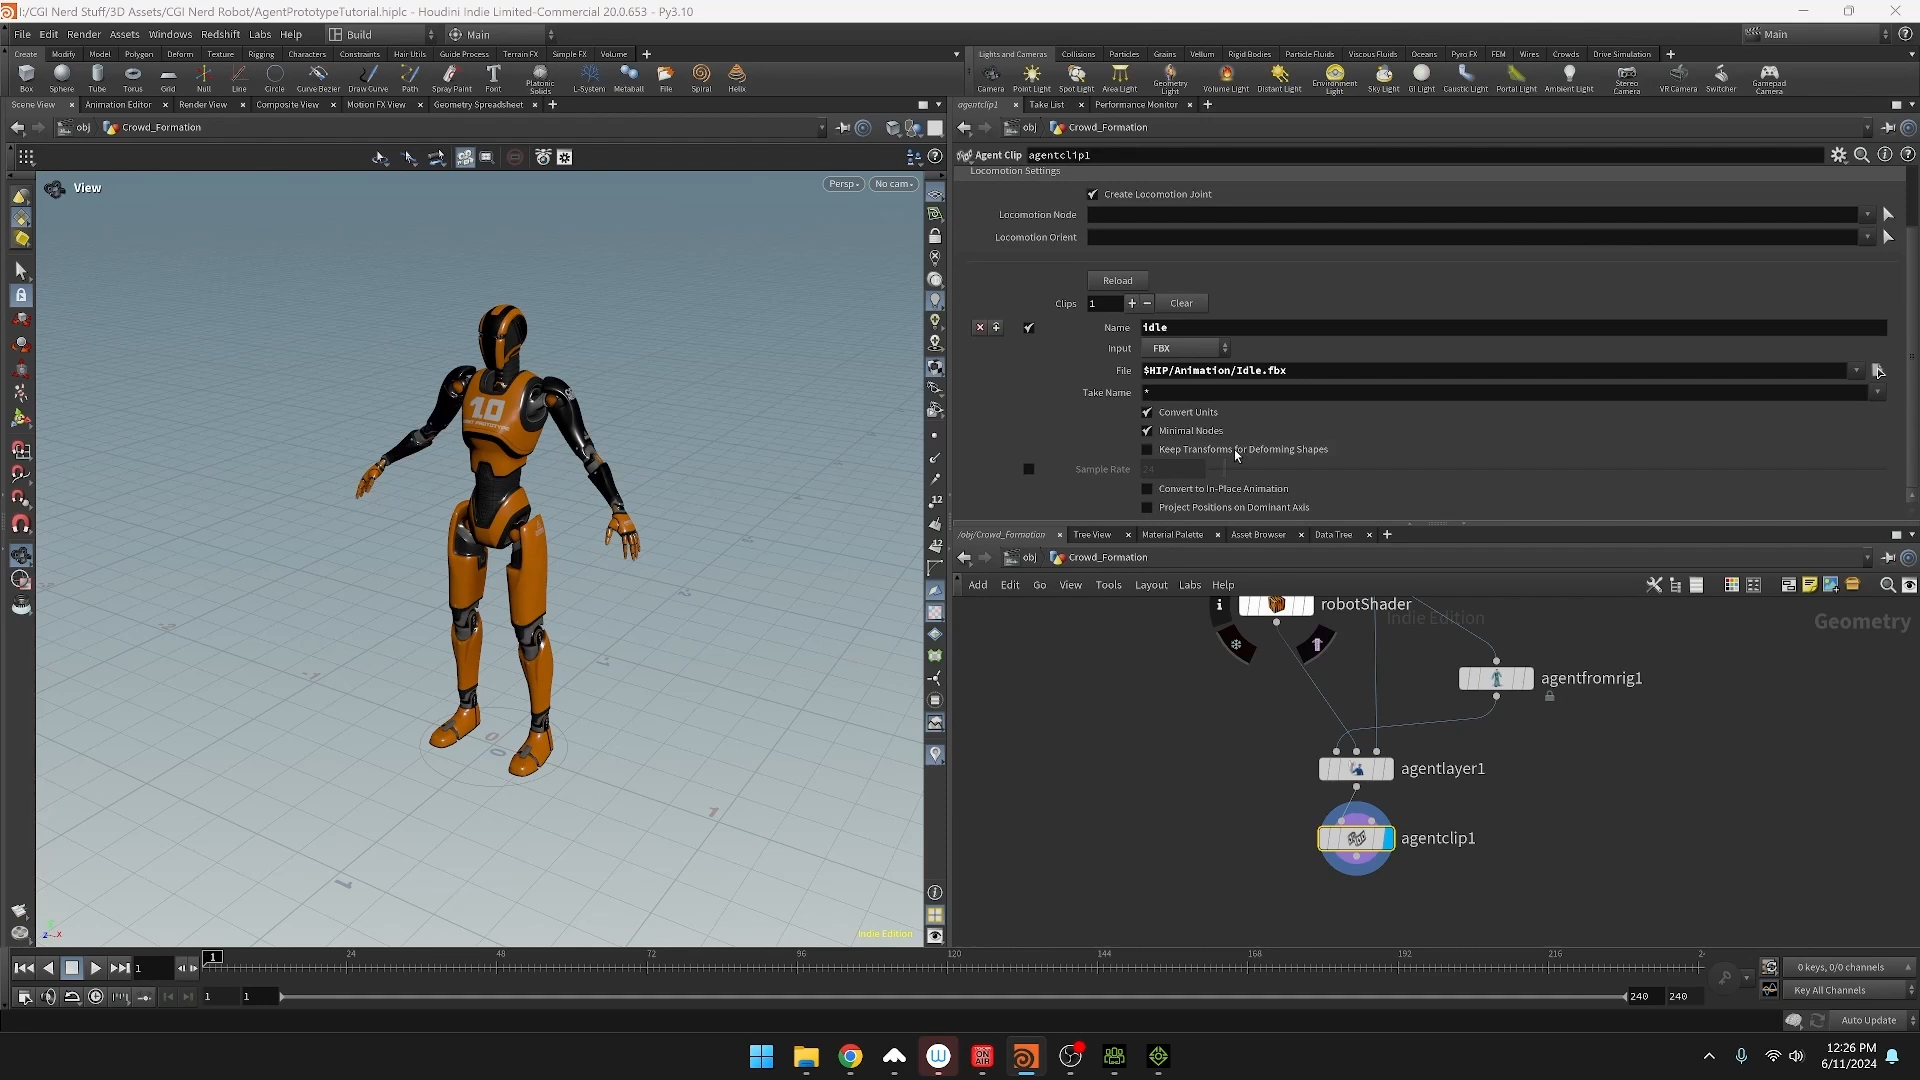 I:/CGI Nerd Stuff/3D Assets/CGI Nerd Robot/AgentPrototypeTutorial.hiplc - Houdini Indie Limited-Commercial 20.0.653 - Py3.10
File Edit Render Assets Windows Redshift Labs Help Build Main Main
Create Modify Model Polygon Deform Texture Rigging Characters Constraints Hair Utils Guide Process Terrain FX Simple FX Volume
Lights and Cameras Collisions Particles Grains Vellum Rigid Bodies Particle Fluids Viscous Fluids Oceans Pyro FX FEM Wires Crowds Drive Simulation
Box Sphere Tube Torus Grid Null Line Circle Curve Bezier Draw Curve Path Spray Paint Font Platonic Solids L-System Metaball File Spiral Helix
Camera Point Light Spot Light Area Light Geometry Light Volume Light Distant Light Environment Light Sky Light GI Light Caustic Light Portal Light Ambient Light Stereo Camera VR Camera Switcher Gamepad Camera
Scene View Animation Editor Render View Composite View Motion FX View Geometry Spreadsheet
agentclip1 Take List Performance Monitor
obj Crowd_Formation
obj Crowd_Formation
Agent Clip agentclip1
View
Persp No cam
Locomotion Settings
Create Locomotion Joint
Locomotion Node
Locomotion Orient
Reload
Clips 1 Clear
Name idle
Input FBX
File $HIP/Animation/Idle.fbx
Take Name *
Convert Units
Minimal Nodes
Keep Transforms for Deforming Shapes
Sample Rate 24
Convert to In-Place Animation
Project Positions on Dominant Axis
10
/obj/Crowd_Formation Tree View Material Palette Asset Browser Data Tree
obj Crowd_Formation
Add Edit Go View Tools Layout Labs Help
robotShader
Indie Edition
Geometry
agentfromrig1
agentlayer1
agentclip1
Indie Edition
1 1 24 48 72 96 120 144 168 192 216
0 keys, 0/0 channels
1 1 240 240
Key All Channels
Auto Update
12:26 PM
6/11/2024